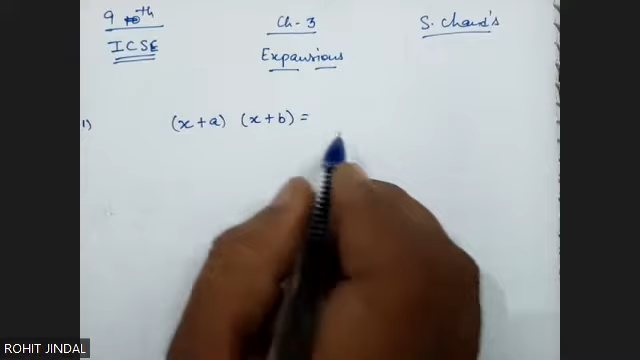 9 th Ch-3 S. Chand's
ICSE
Expansions
1) (x+a) (x+b) =
ROHIT JINDAL